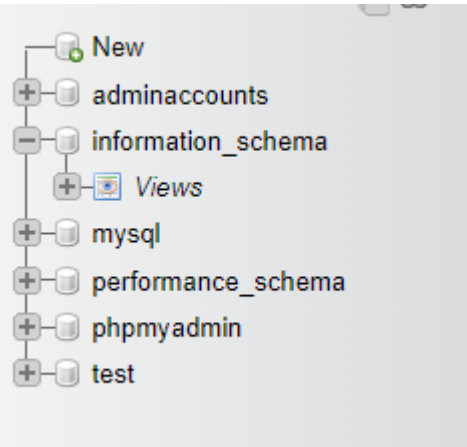 New
adminaccounts
information_schema
Views
mysql
performance_schema
phpmyadmin
test